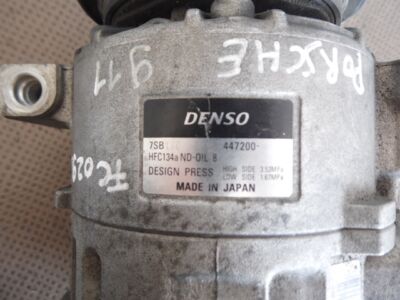 PORSCHE
911
DENSO
7SB 447200-
HFC134a ND-OIL 8
DESIGN PRESS HIGH SIDE 3.53MPa
LOW SIDE 1.67MPa
MADE IN JAPAN
FC029